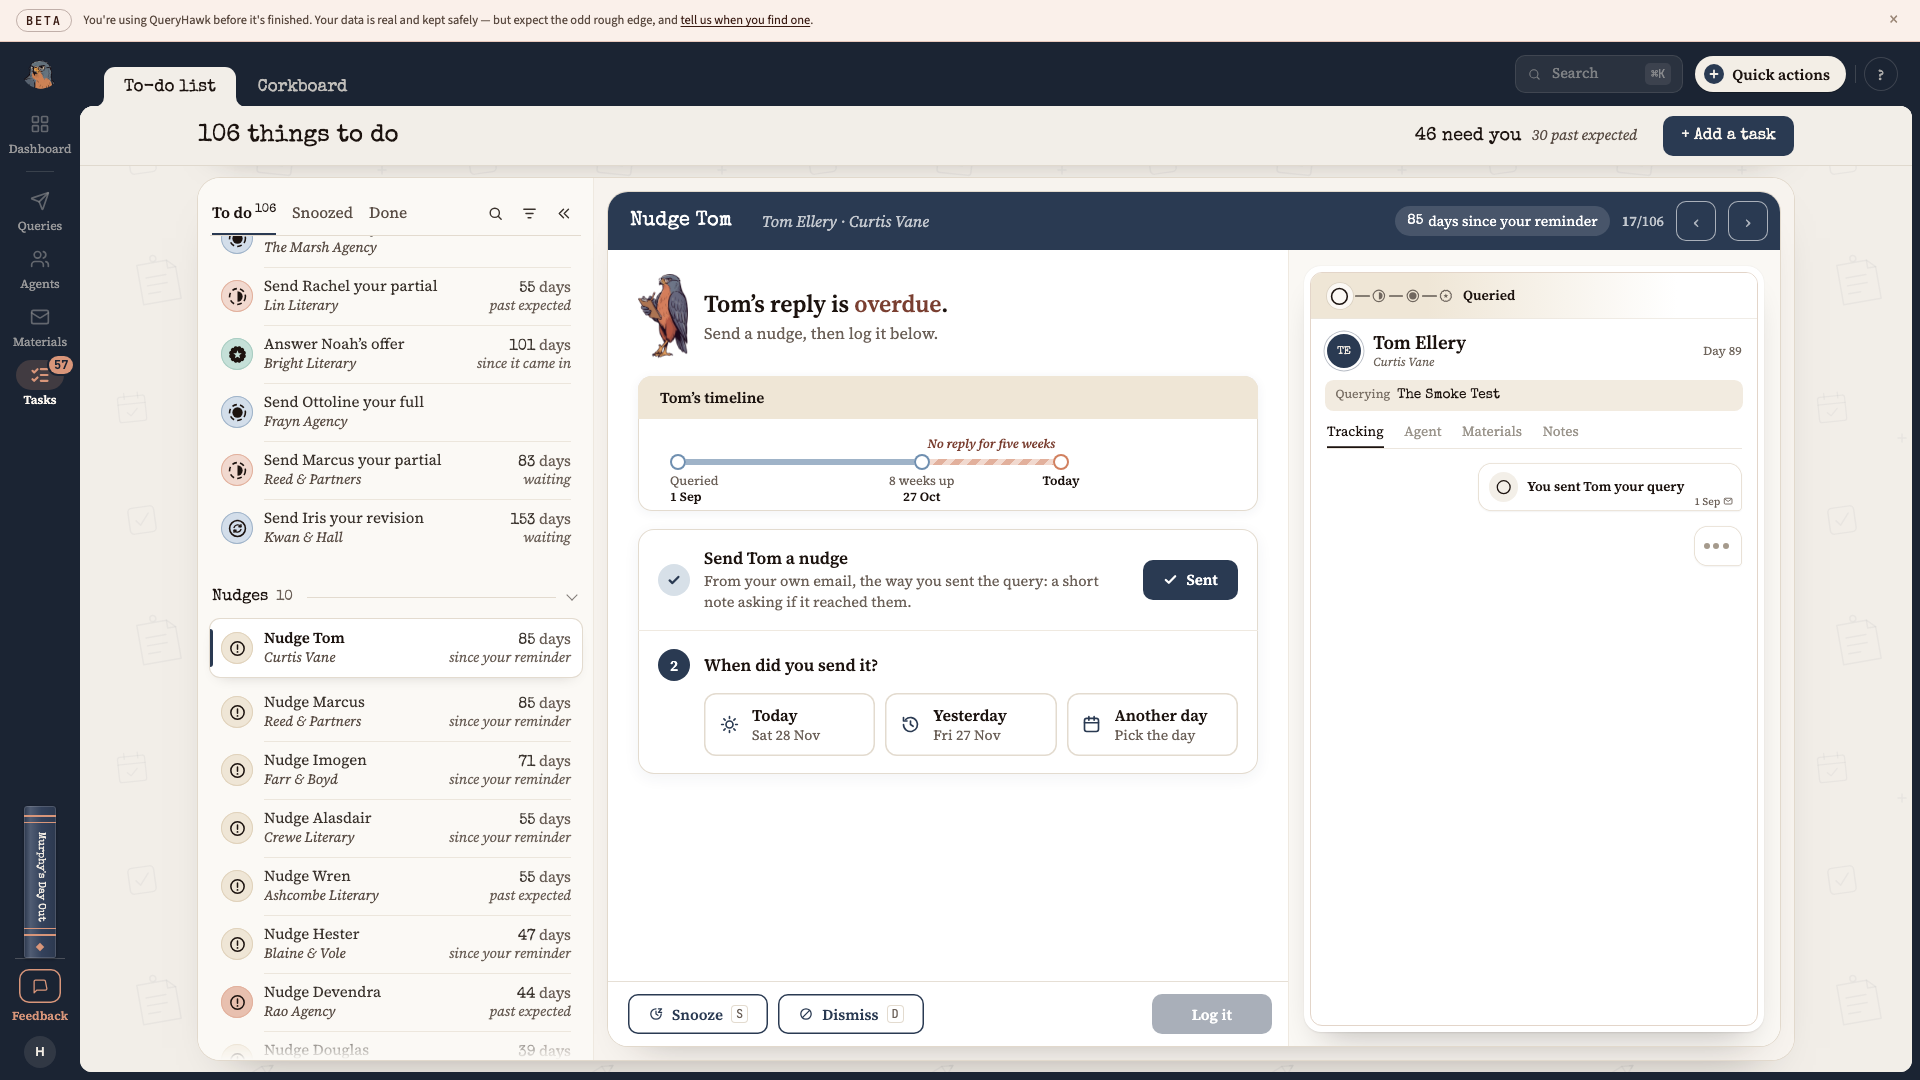 BETA You're using QueryHawk before it's finished. Your data is real and kept safely — but expect the odd rough edge, and tell us when you find one. ×
To-do list
Corkboard
Search ⌘K
+ Quick actions
?
Dashboard
Queries
Agents
Materials
57
Tasks
Murphy's Day Out
Feedback
H
106 things to do
46 need you 30 past expected
+ Add a task
To do 106 Snoozed Done
The Marsh Agency
Send Rachel your partial 55 days
Lin Literary past expected
Answer Noah's offer 101 days
Bright Literary since it came in
Send Ottoline your full
Frayn Agency
Send Marcus your partial 83 days
Reed & Partners waiting
Send Iris your revision 153 days
Kwan & Hall waiting
Nudges 10
Nudge Tom 85 days
Curtis Vane since your reminder
Nudge Marcus 85 days
Reed & Partners since your reminder
Nudge Imogen 71 days
Farr & Boyd since your reminder
Nudge Alasdair 55 days
Crewe Literary since your reminder
Nudge Wren 55 days
Ashcombe Literary past expected
Nudge Hester 47 days
Blaine & Vole since your reminder
Nudge Devendra 44 days
Rao Agency past expected
Nudge Douglas 39 days
Nudge Tom Tom Ellery · Curtis Vane 85 days since your reminder 17/106 ‹ ›
Tom's reply is overdue.
Send a nudge, then log it below.
Tom's timeline
No reply for five weeks
Queried 8 weeks up Today
1 Sep 27 Oct
Send Tom a nudge
From your own email, the way you sent the query: a short
note asking if it reached them.
Sent
2 When did you send it?
Today
Sat 28 Nov
Yesterday
Fri 27 Nov
Another day
Pick the day
Snooze S
Dismiss D
Log it
Queried
TE Tom Ellery
Curtis Vane
Day 89
Querying The Smoke Test
Tracking Agent Materials Notes
You sent Tom your query
1 Sep